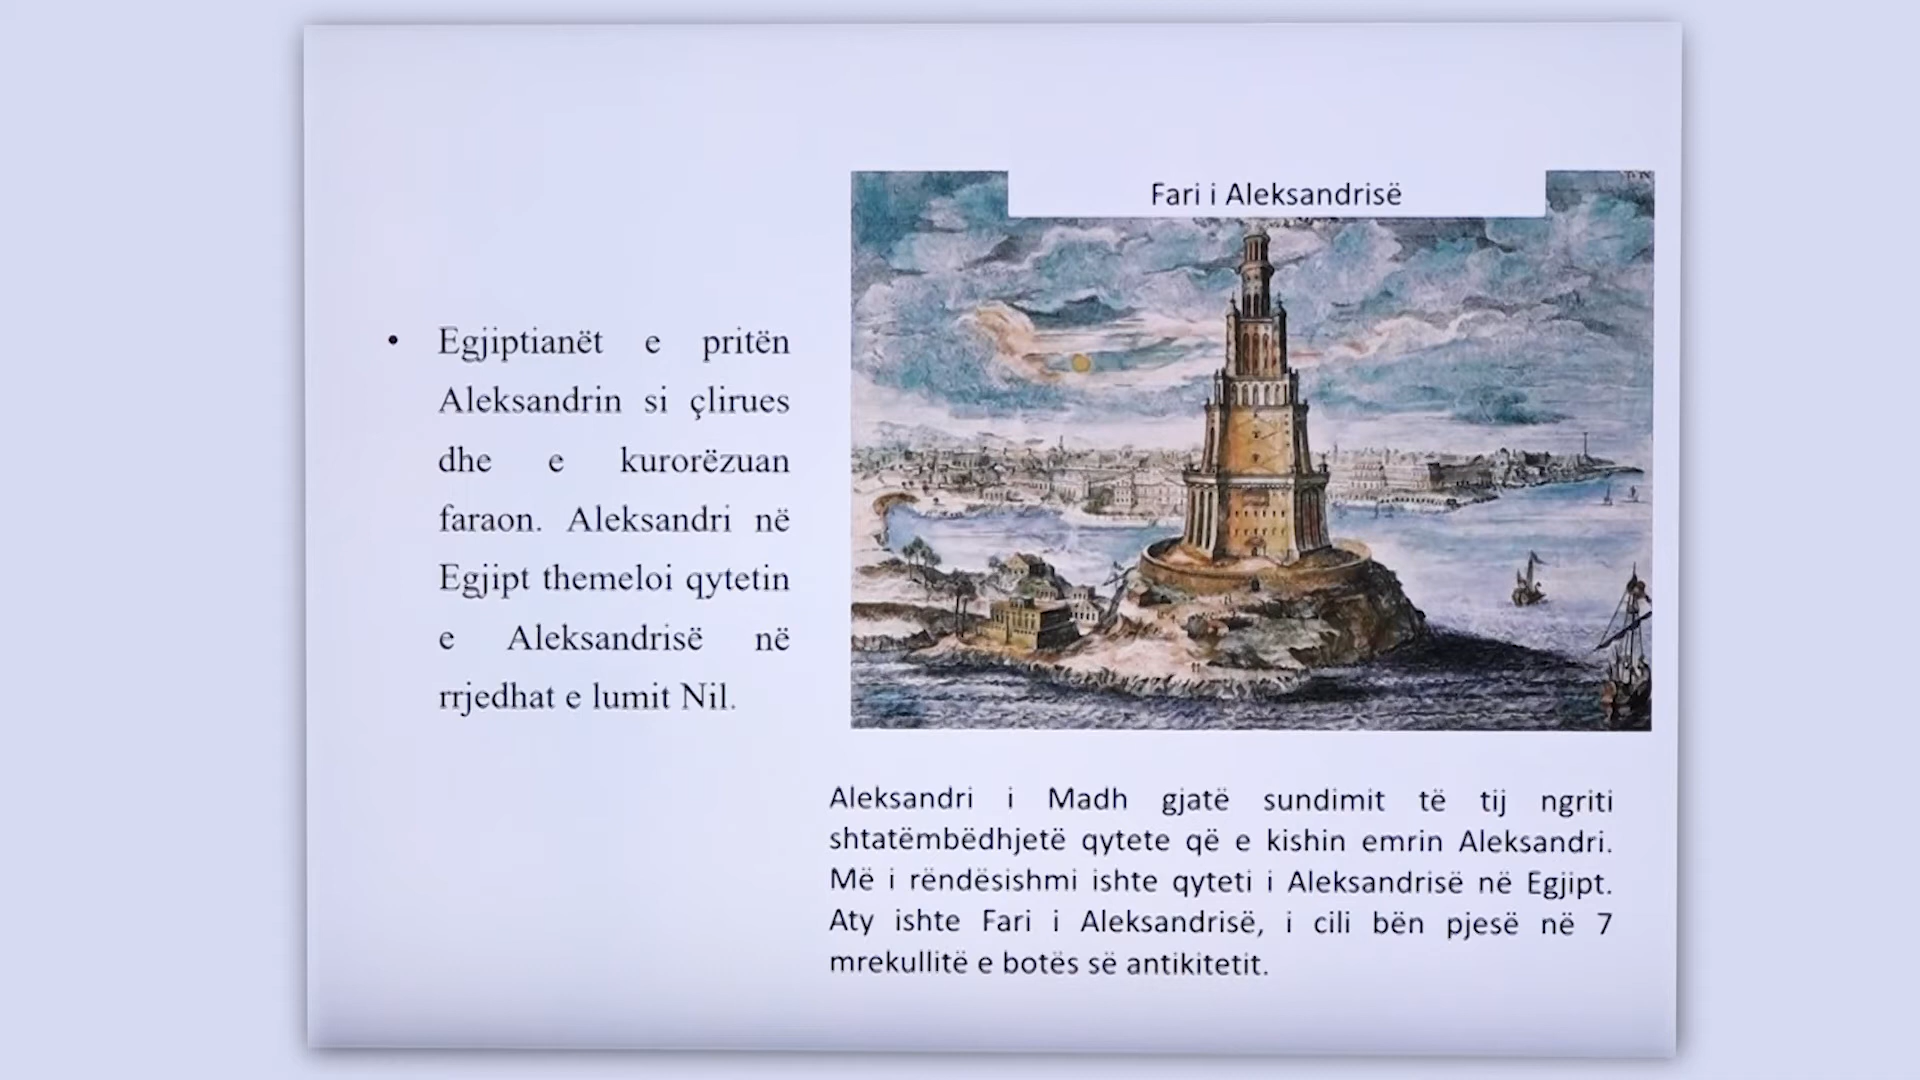 Fari i Aleksandrisë
• Egjiptianët e pritën
Aleksandrin si çlirues
dhe e kurorëzuan
faraon. Aleksandri në
Egjipt themeloi qytetin
e Aleksandrisë në
rrjedhat e lumit Nil.
Aleksandri i Madh gjatë sundimit të tij ngriti
shtatëmbëdhjetë qytete që e kishin emrin Aleksandri.
Më i rëndësishmi ishte qyteti i Aleksandrisë në Egjipt.
Aty ishte Fari i Aleksandrisë, i cili bën pjesë në 7
mrekullitë e botës së antikitetit.